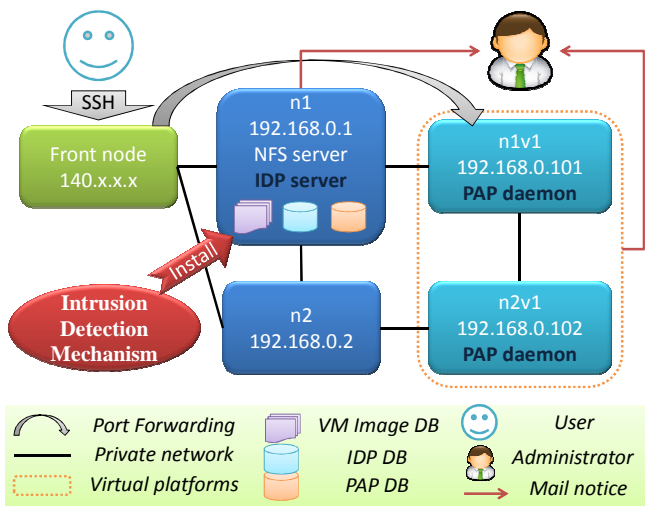 SSH
Front node
140.x.x.x
n1
192.168.0.1
NFS server
IDP server
n1v1
192.168.0.101
PAP daemon
Install
Intrusion
Detection
Mechanism
n2
192.168.0.2
n2v1
192.168.0.102
PAP daemon
Port Forwarding
VM Image DB
User
Private network
IDP DB
Administrator
Virtual platforms
PAP DB
Mail notice